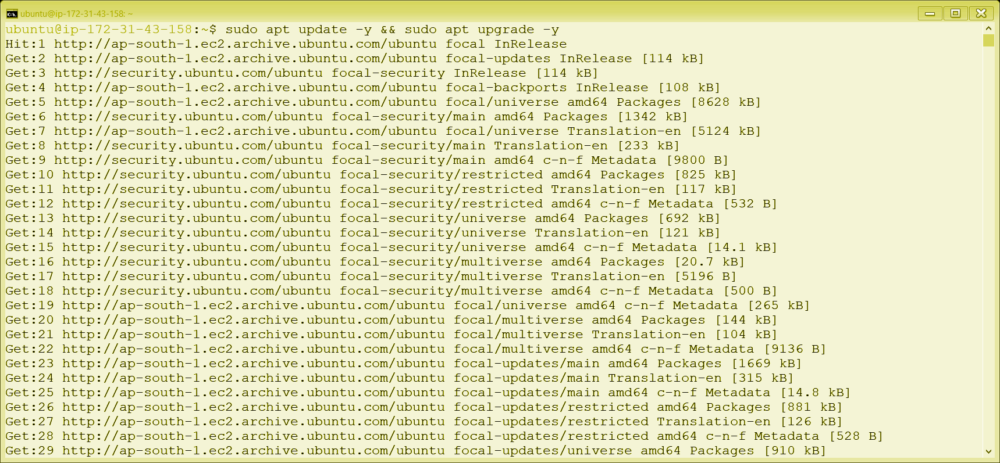 ubuntu@ip-172-31-43-158: ~
ubuntu@ip-172-31-43-158:~$ sudo apt update -y && sudo apt upgrade -y
Hit:1 http://ap-south-1.ec2.archive.ubuntu.com/ubuntu focal InRelease
Get:2 http://ap-south-1.ec2.archive.ubuntu.com/ubuntu focal-updates InRelease [114 kB]
Get:3 http://security.ubuntu.com/ubuntu focal-security InRelease [114 kB]
Get:4 http://ap-south-1.ec2.archive.ubuntu.com/ubuntu focal-backports InRelease [108 kB]
Get:5 http://ap-south-1.ec2.archive.ubuntu.com/ubuntu focal/universe amd64 Packages [8628 kB]
Get:6 http://security.ubuntu.com/ubuntu focal-security/main amd64 Packages [1342 kB]
Get:7 http://ap-south-1.ec2.archive.ubuntu.com/ubuntu focal/universe Translation-en [5124 kB]
Get:8 http://security.ubuntu.com/ubuntu focal-security/main Translation-en [233 kB]
Get:9 http://security.ubuntu.com/ubuntu focal-security/main amd64 c-n-f Metadata [9800 B]
Get:10 http://security.ubuntu.com/ubuntu focal-security/restricted amd64 Packages [825 kB]
Get:11 http://security.ubuntu.com/ubuntu focal-security/restricted Translation-en [117 kB]
Get:12 http://security.ubuntu.com/ubuntu focal-security/restricted amd64 c-n-f Metadata [532 B]
Get:13 http://security.ubuntu.com/ubuntu focal-security/universe amd64 Packages [692 kB]
Get:14 http://security.ubuntu.com/ubuntu focal-security/universe Translation-en [121 kB]
Get:15 http://security.ubuntu.com/ubuntu focal-security/universe amd64 c-n-f Metadata [14.1 kB]
Get:16 http://security.ubuntu.com/ubuntu focal-security/multiverse amd64 Packages [20.7 kB]
Get:17 http://security.ubuntu.com/ubuntu focal-security/multiverse Translation-en [5196 B]
Get:18 http://security.ubuntu.com/ubuntu focal-security/multiverse amd64 c-n-f Metadata [500 B]
Get:19 http://ap-south-1.ec2.archive.ubuntu.com/ubuntu focal/universe amd64 c-n-f Metadata [265 kB]
Get:20 http://ap-south-1.ec2.archive.ubuntu.com/ubuntu focal/multiverse amd64 Packages [144 kB]
Get:21 http://ap-south-1.ec2.archive.ubuntu.com/ubuntu focal/multiverse Translation-en [104 kB]
Get:22 http://ap-south-1.ec2.archive.ubuntu.com/ubuntu focal/multiverse amd64 c-n-f Metadata [9136 B]
Get:23 http://ap-south-1.ec2.archive.ubuntu.com/ubuntu focal-updates/main amd64 Packages [1669 kB]
Get:24 http://ap-south-1.ec2.archive.ubuntu.com/ubuntu focal-updates/main Translation-en [315 kB]
Get:25 http://ap-south-1.ec2.archive.ubuntu.com/ubuntu focal-updates/main amd64 c-n-f Metadata [14.8 kB]
Get:26 http://ap-south-1.ec2.archive.ubuntu.com/ubuntu focal-updates/restricted amd64 Packages [881 kB]
Get:27 http://ap-south-1.ec2.archive.ubuntu.com/ubuntu focal-updates/restricted Translation-en [126 kB]
Get:28 http://ap-south-1.ec2.archive.ubuntu.com/ubuntu focal-updates/restricted amd64 c-n-f Metadata [528 B]
Get:29 http://ap-south-1.ec2.archive.ubuntu.com/ubuntu focal-updates/universe amd64 Packages [910 kB]